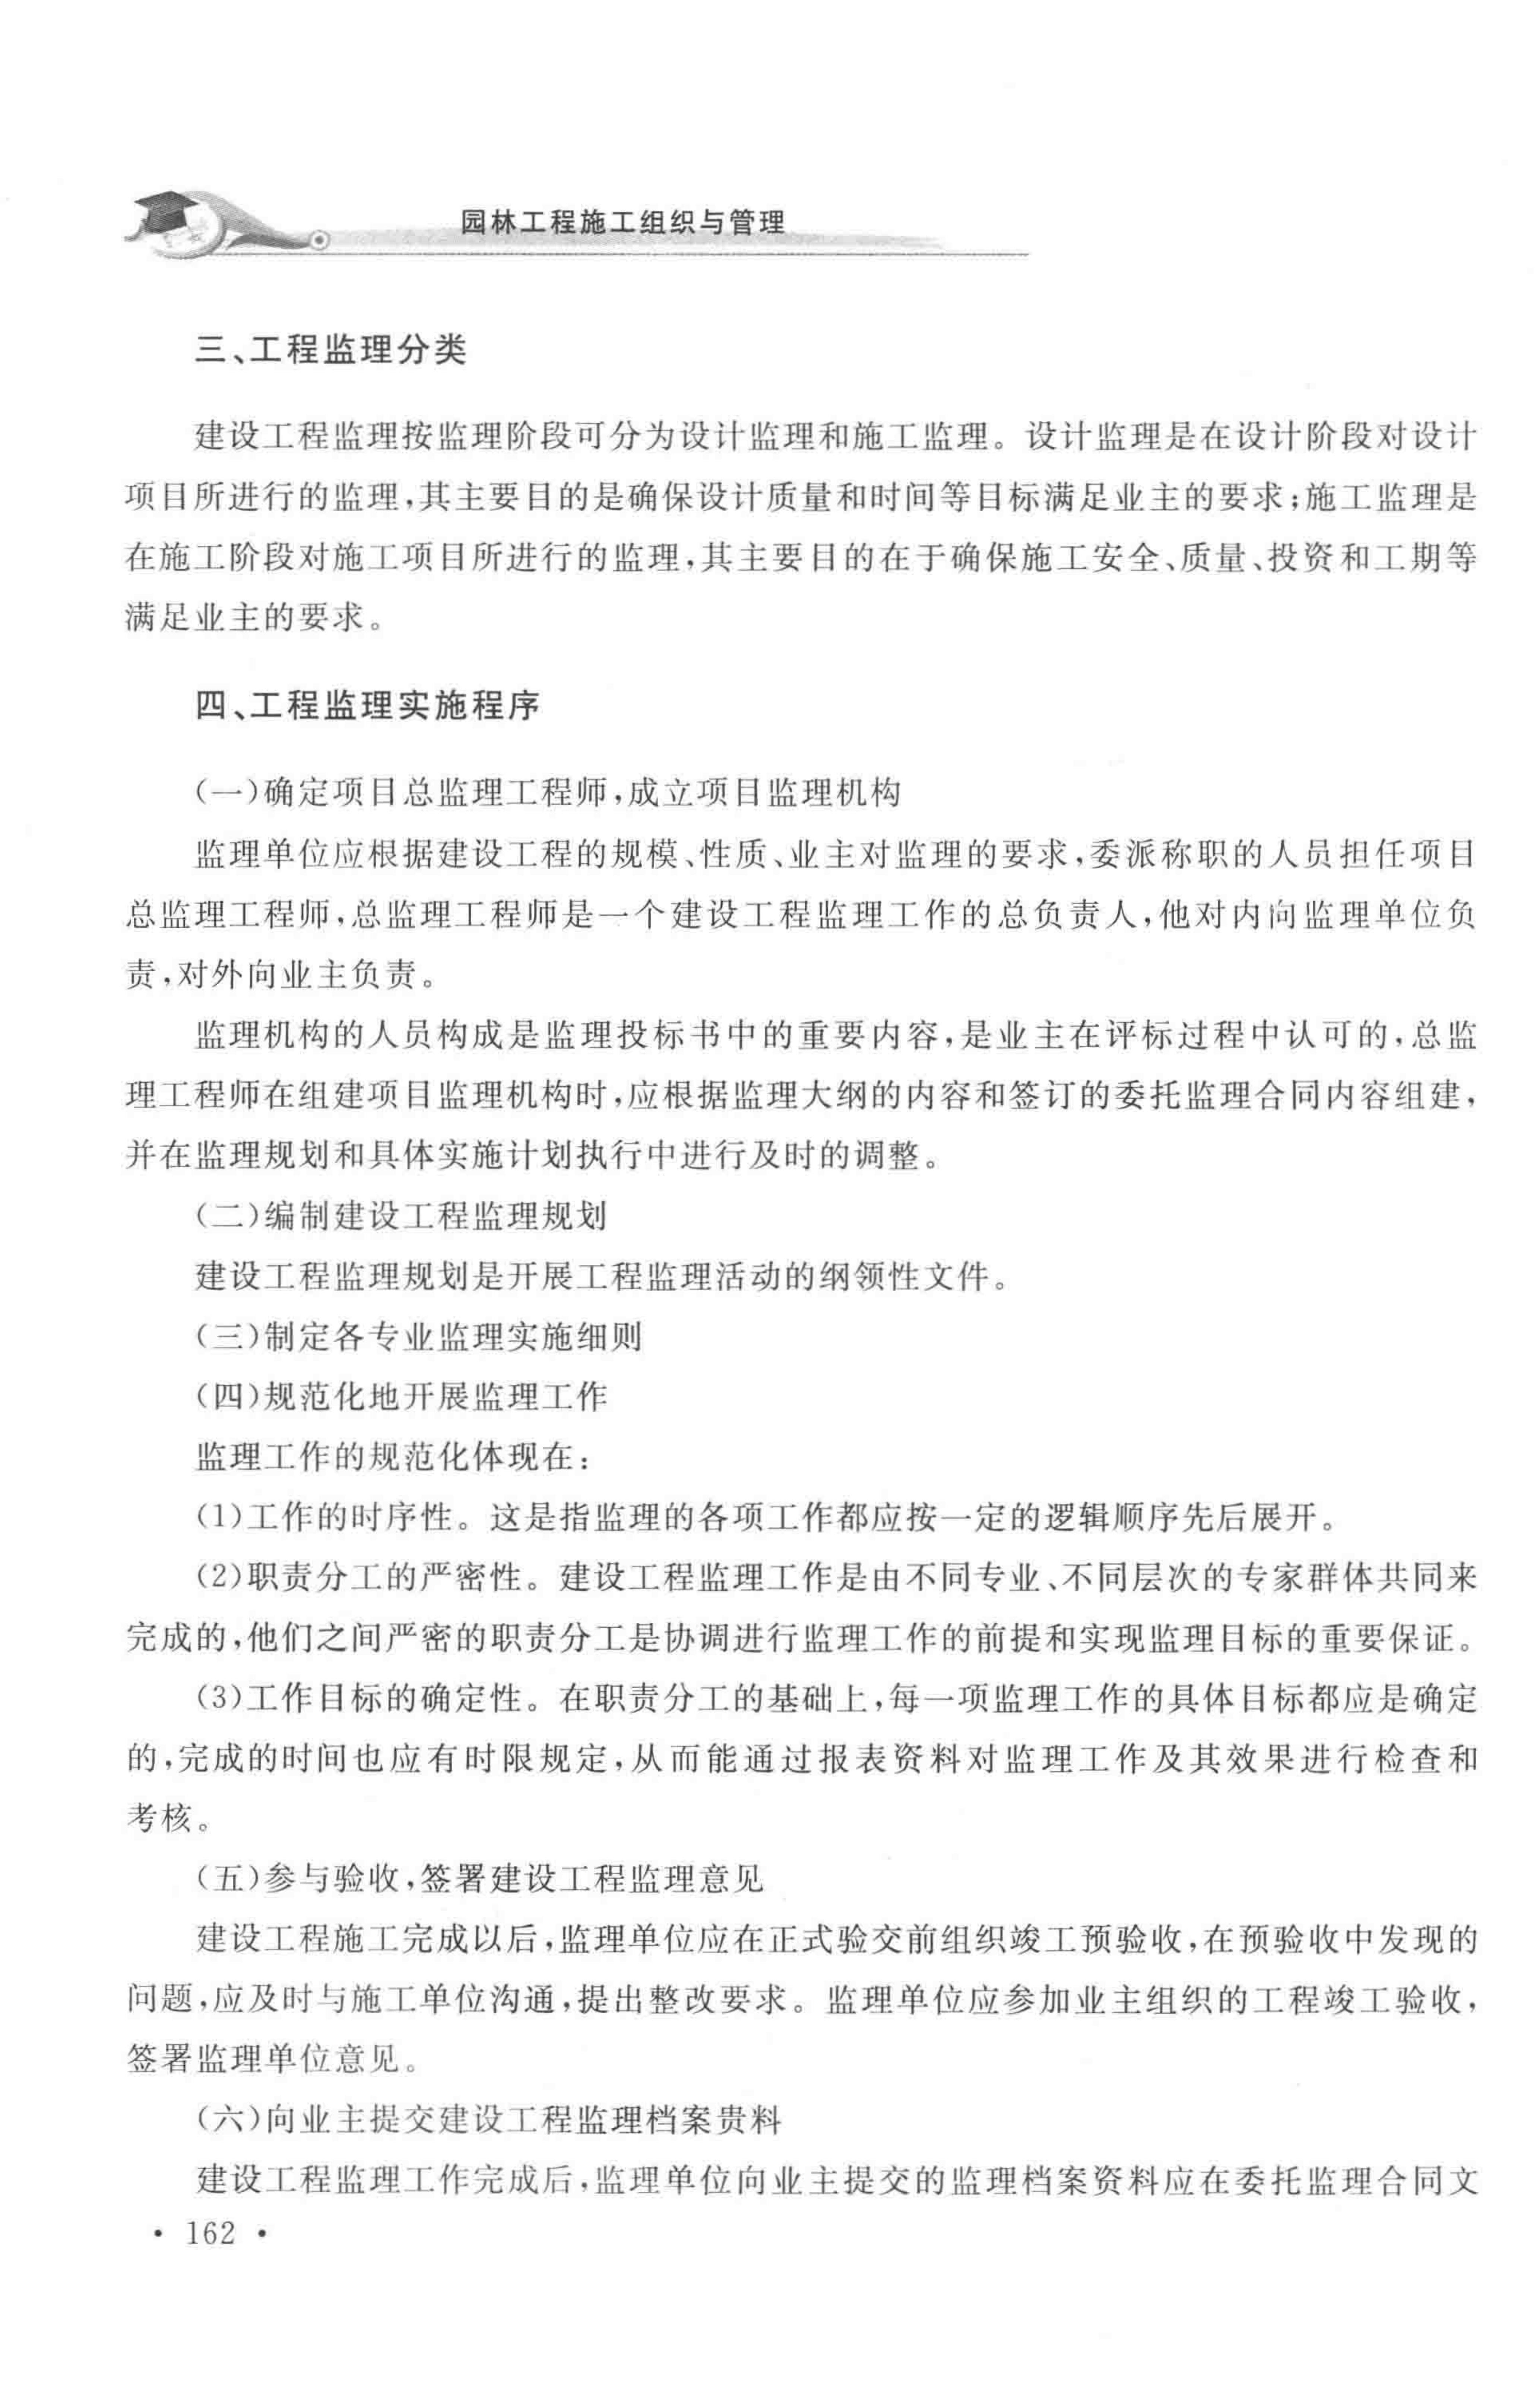 园林工程施工组织与管理
三、工程监理分类
建设工程监理按监理阶段可分为设计监理和施工监理。设计监理是在设计阶段对设计
项目所进行的监理,其主要目的是确保设计质量和时间等目标满足业主的要求;施工监理是
在施工阶段对施工项目所进行的监理,其主要目的在于确保施工安全、质量、投资和工期等
满足业主的要求。
四、工程监理实施程序
(一)确定项目总监理工程师,成立项目监理机构
监理单位应根据建设工程的规模、性质、业主对监理的要求,委派称职的人员担任项目
总监理工程师,总监理工程师是一个建设工程监理工作的总负责人,他对内向监理单位负
责,对外向业主负责。
监理机构的人员构成是监理投标书中的重要内容,是业主在评标过程中认可的,总监
理工程师在组建项目监理机构时,应根据监理大纲的内容和签订的委托监理合同内容组建,
并在监理规划和具体实施计划执行中进行及时的调整。
(二)编制建设工程监理规划
建设工程监理规划是开展工程监理活动的纲领性文件。
(三)制定各专业监理实施细则
(四)规范化地开展监理工作
监理工作的规范化体现在:
(1)工作的时序性。这是指监理的各项工作都应按一定的逻辑顺序先后展开。
(2)职责分工的严密性。建设工程监理工作是由不同专业、不同层次的专家群体共同来
完成的,他们之间严密的职责分工是协调进行监理工作的前提和实现监理目标的重要保证。
(3)工作目标的确定性。在职责分工的基础上,每一项监理工作的具体目标都应是确定
的,完成的时间也应有时限规定,从而能通过报表资料对监理工作及其效果进行检查和
考核。
(五)参与验收,签署建设工程监理意见
建设工程施工完成以后,监理单位应在正式验交前组织竣工预验收,在预验收中发现的
问题,应及时与施工单位沟通,提出整改要求。监理单位应参加业主组织的工程竣工验收,
签署监理单位意见。
(六)向业主提交建设工程监理档案贵料
建设工程监理工作完成后,监理单位向业主提交的监理档案资料应在委托监理合同文
• 162 •